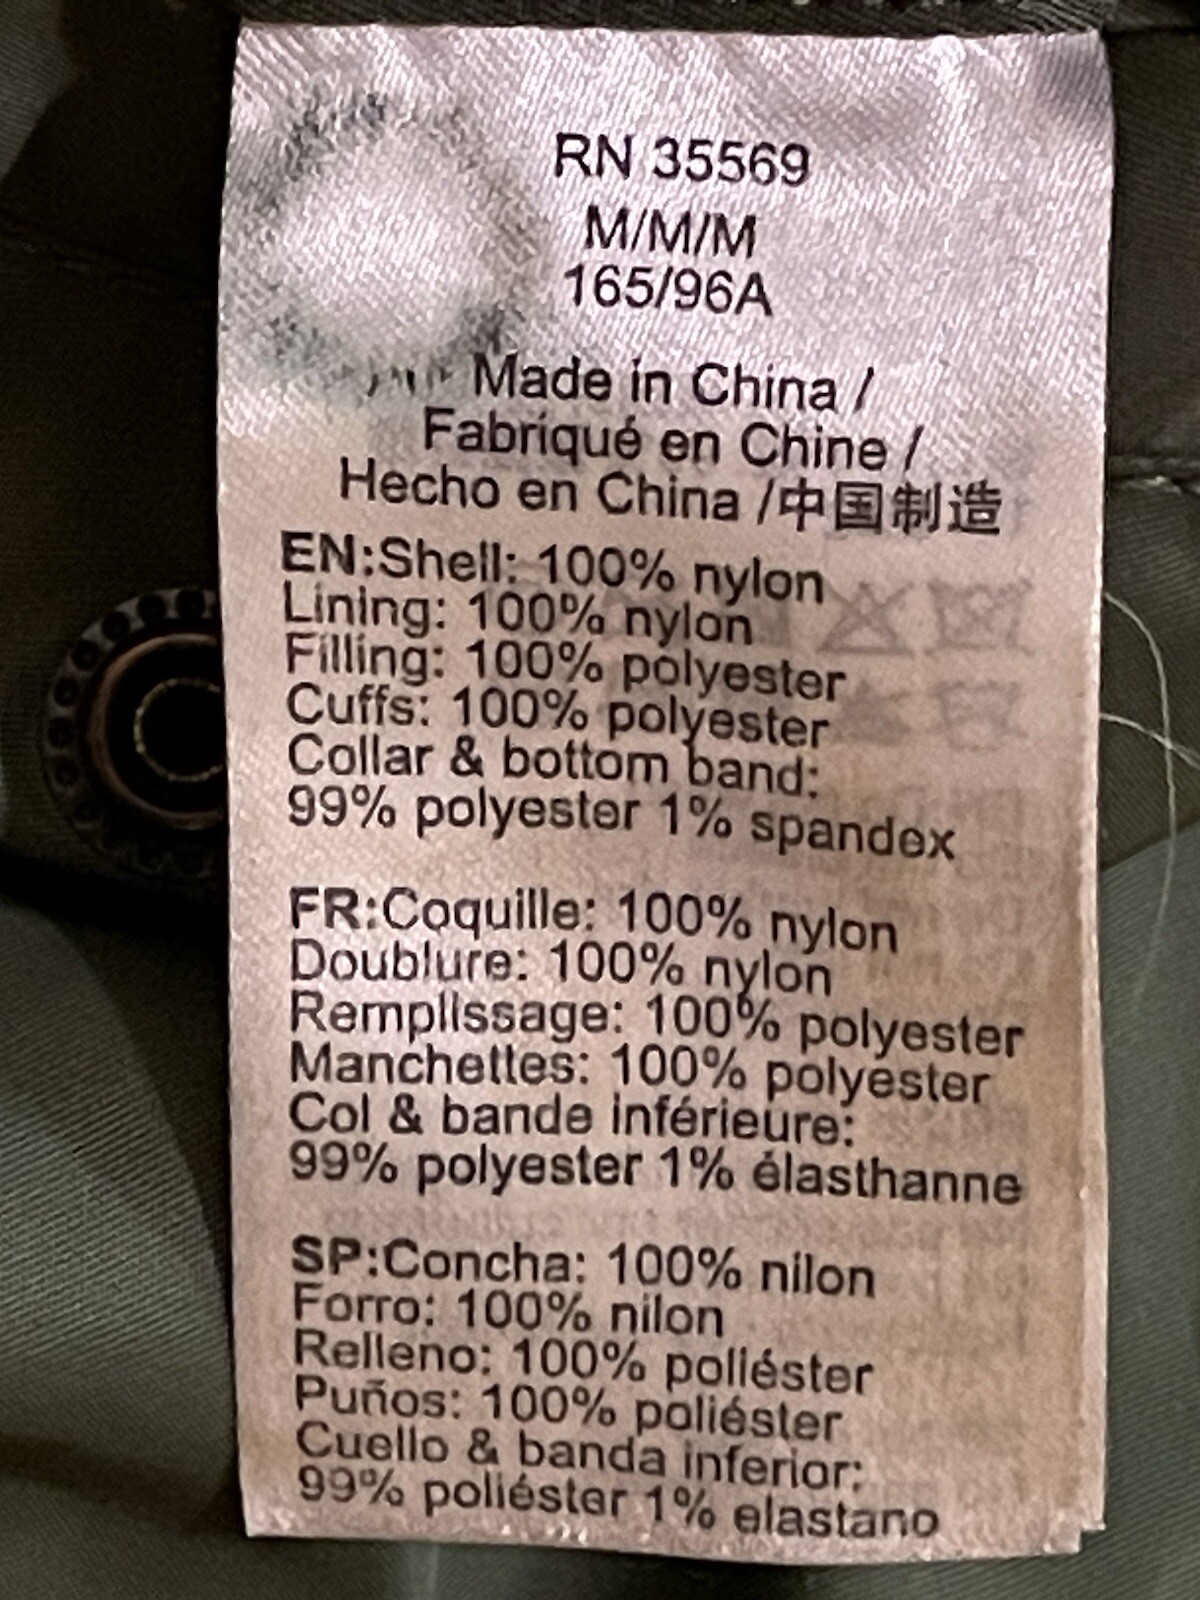 RN 35569
M/M/M
165/96A
Made in China /
Fabriqué en Chine /
Hecho en China /中国制造
EN:Shell: 100% nylon
Lining: 100% nylon
Filling: 100% polyester
Cuffs: 100% polyester
Collar & bottom band:
99% polyester 1% spandex
FR:Coquille: 100% nylon
Doublure: 100% nylon
Remplissage: 100% polyester
Manchettes: 100% polyester
Col & bande inférieure:
99% polyester 1% élasthanne
SP:Concha: 100% nilon
Forro: 100% nilon
Relleno: 100% poliéster
Puños: 100% poliéster
Cuello & banda inferior:
99% poliéster 1% elastano